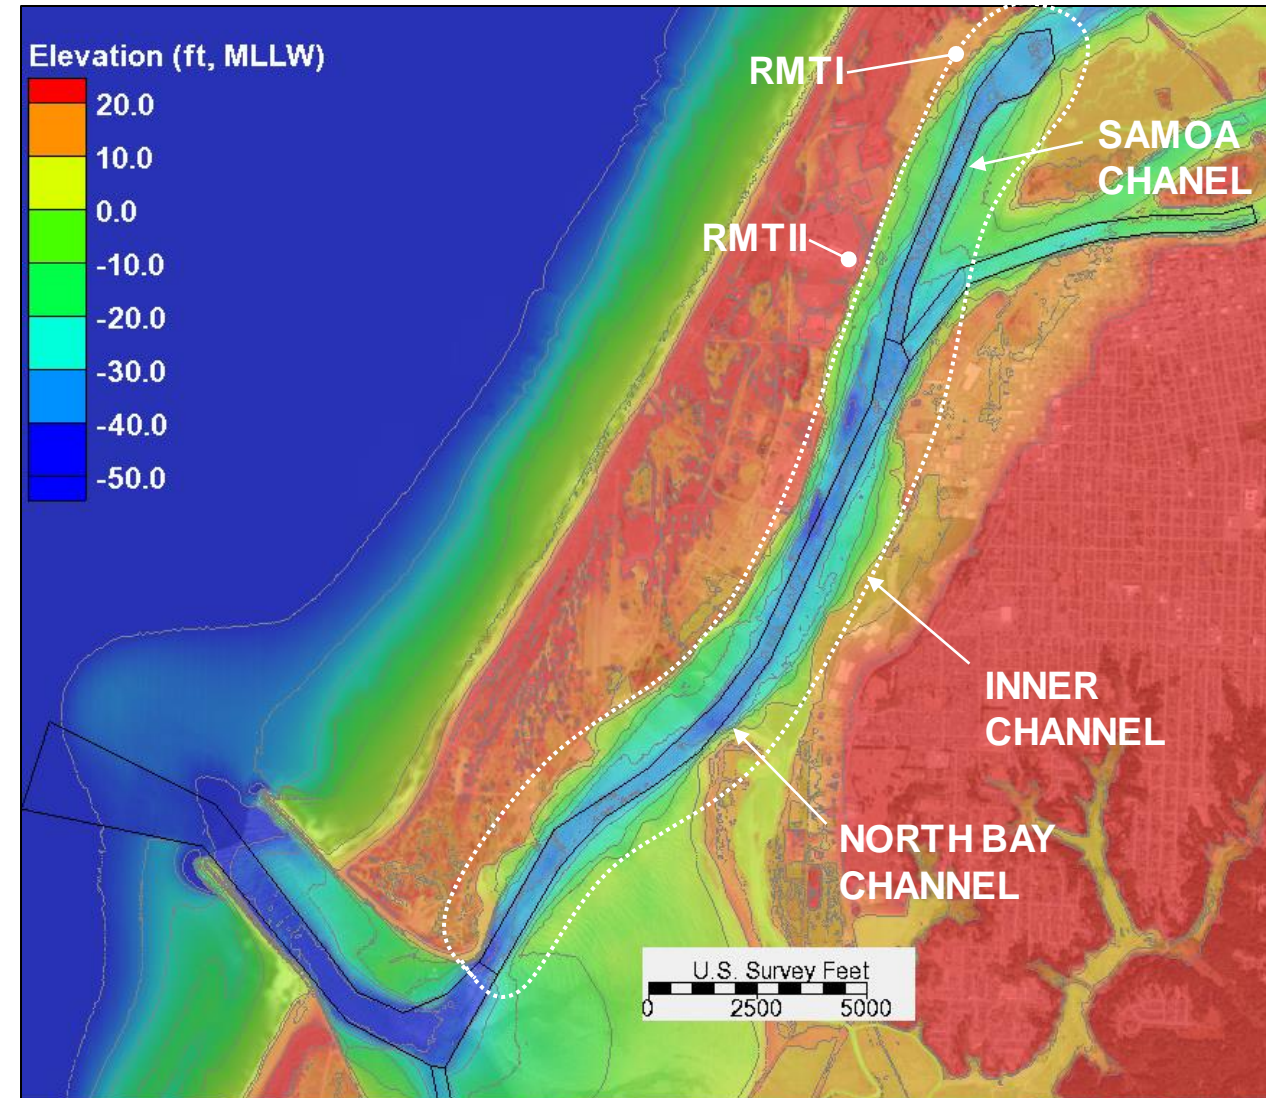 Elevation (ft, MLLW)
20.0
10.0
0.0
-10.0
-20.0
-30.0
-40.0
-50.0
RMT I
SAMOA
CHANEL
RMT II
INNER
CHANNEL
NORTH BAY
CHANNEL
U.S. Survey Feet
0 2500 5000